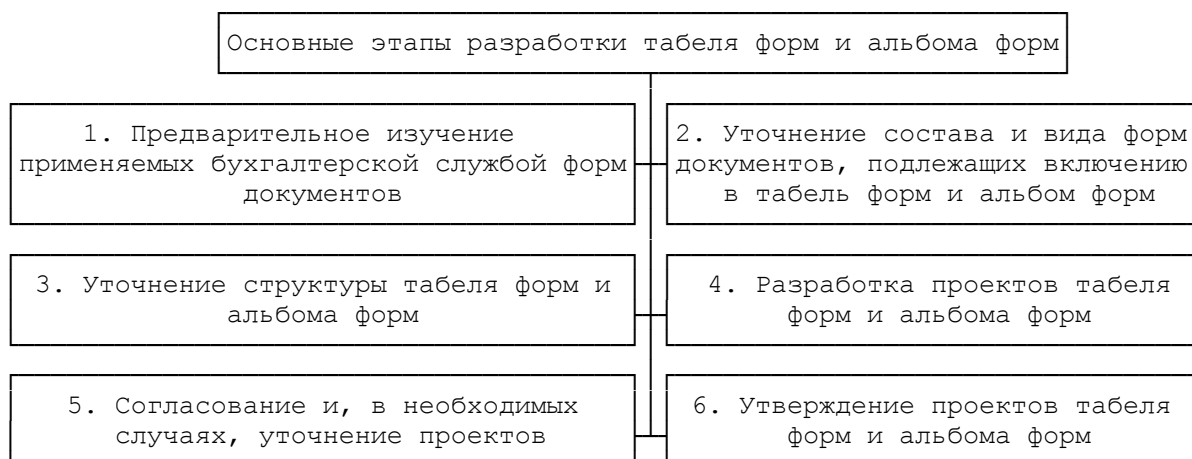 Основные этапы разработки табеля форм и альбома форм
1. Предварительное изучение
применяемых бухгалтерской службой форм
документов
2. Уточнение состава и вида форм
документов, подлежащих включению
в табель форм и альбом форм
3. Уточнение структуры табеля форм и
альбома форм
4. Разработка проектов табеля
форм и альбома форм
5. Согласование и, в необходимых
случаях, уточнение проектов
6. Утверждение проектов табеля
форм и альбома форм